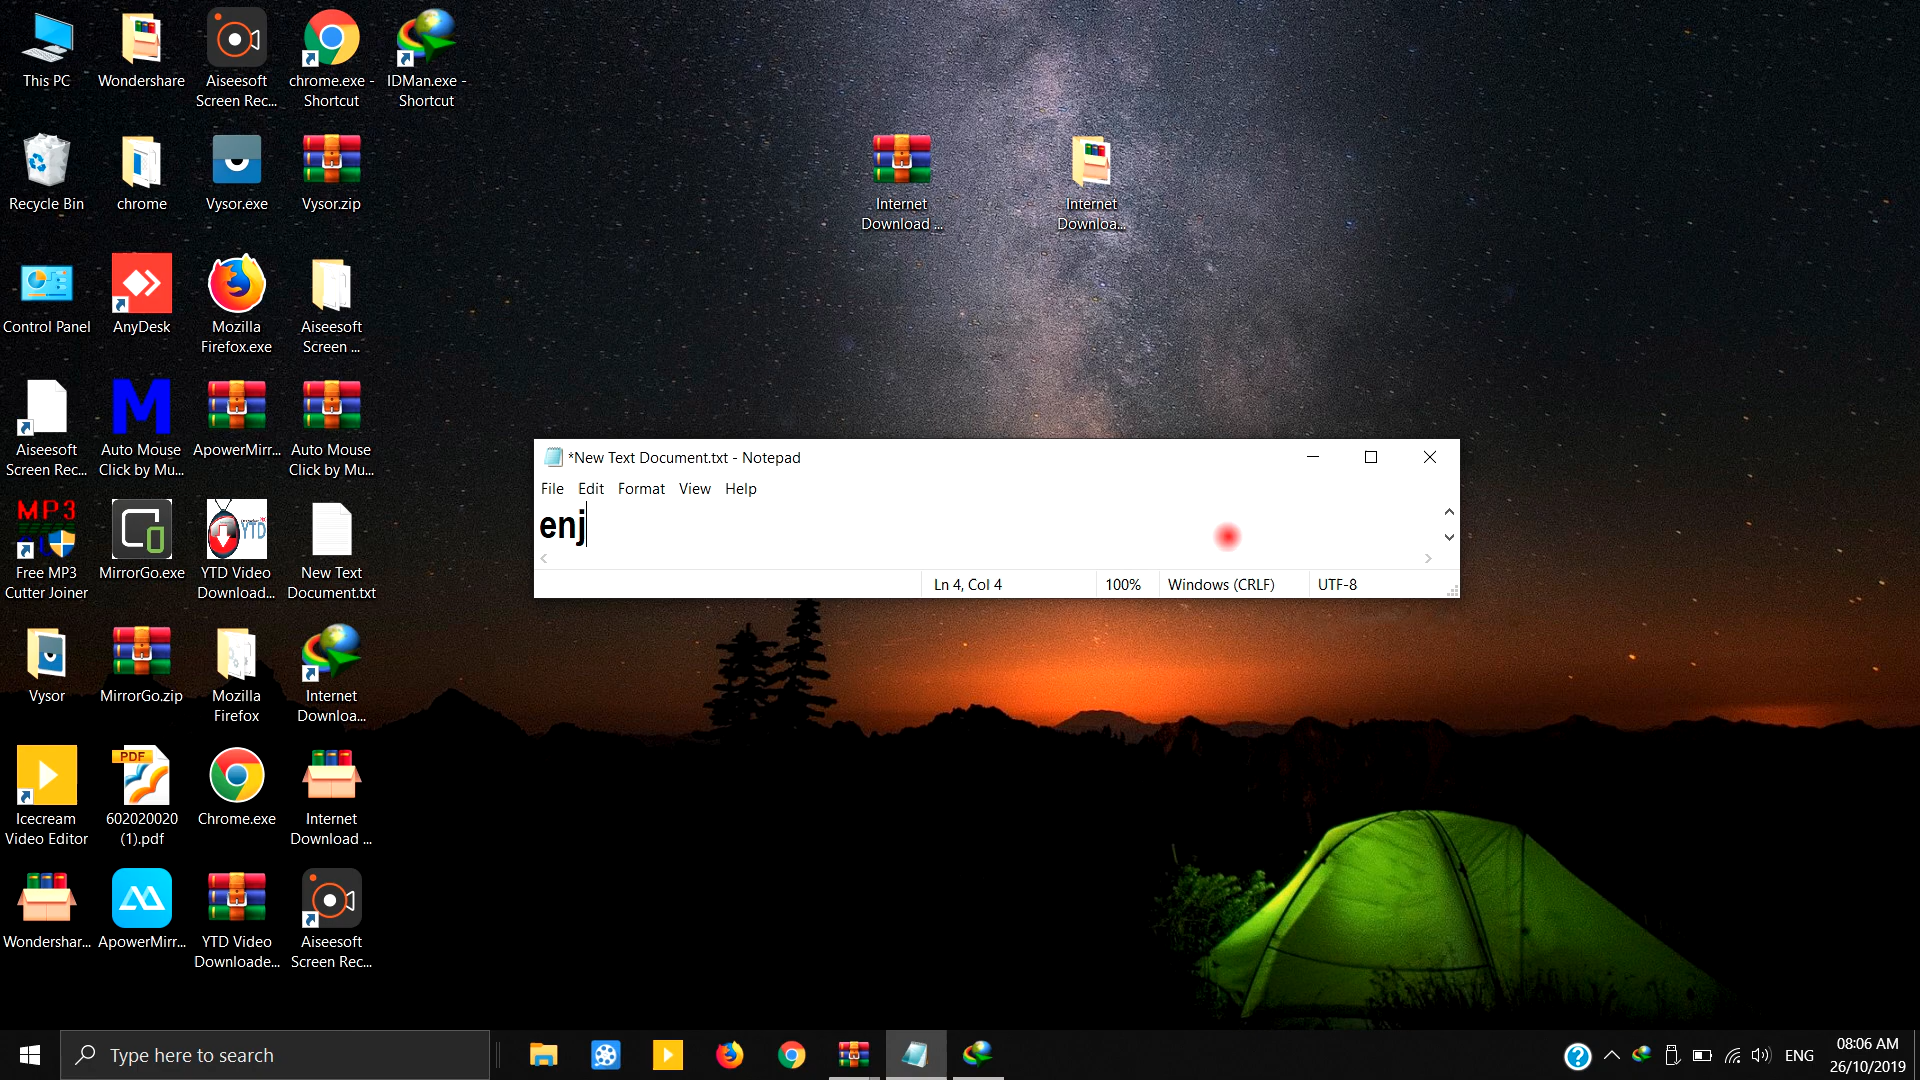 This PC
Wondershare
Aiseesoft
Screen Rec...
chrome.exe -
Shortcut
IDMan.exe -
Shortcut
Recycle Bin
chrome
Vysor.exe
Vysor.zip
Internet
Download ...
Internet
Downloa...
Control Panel
AnyDesk
Mozilla
Firefox.exe
Aiseesoft
Screen ...
Aiseesoft
Screen Rec...
Auto Mouse
Click by Mu...
ApowerMirr...
Auto Mouse
Click by Mu...
*New Text Document.txt - Notepad
File Edit Format View Help
enj
Ln 4, Col 4 100% Windows (CRLF) UTF-8
MP3
Free MP3
Cutter Joiner
MirrorGo.exe
YTD
YTD Video
Download...
New Text
Document.txt
Vysor
MirrorGo.zip
Mozilla
Firefox
Internet
Downloa...
Icecream
Video Editor
PDF
602020020
(1).pdf
Chrome.exe
Internet
Download ...
Wondershar...
ApowerMirr...
YTD Video
Downloade...
Aiseesoft
Screen Rec...
Type here to search
ENG
08:06 AM
26/10/2019